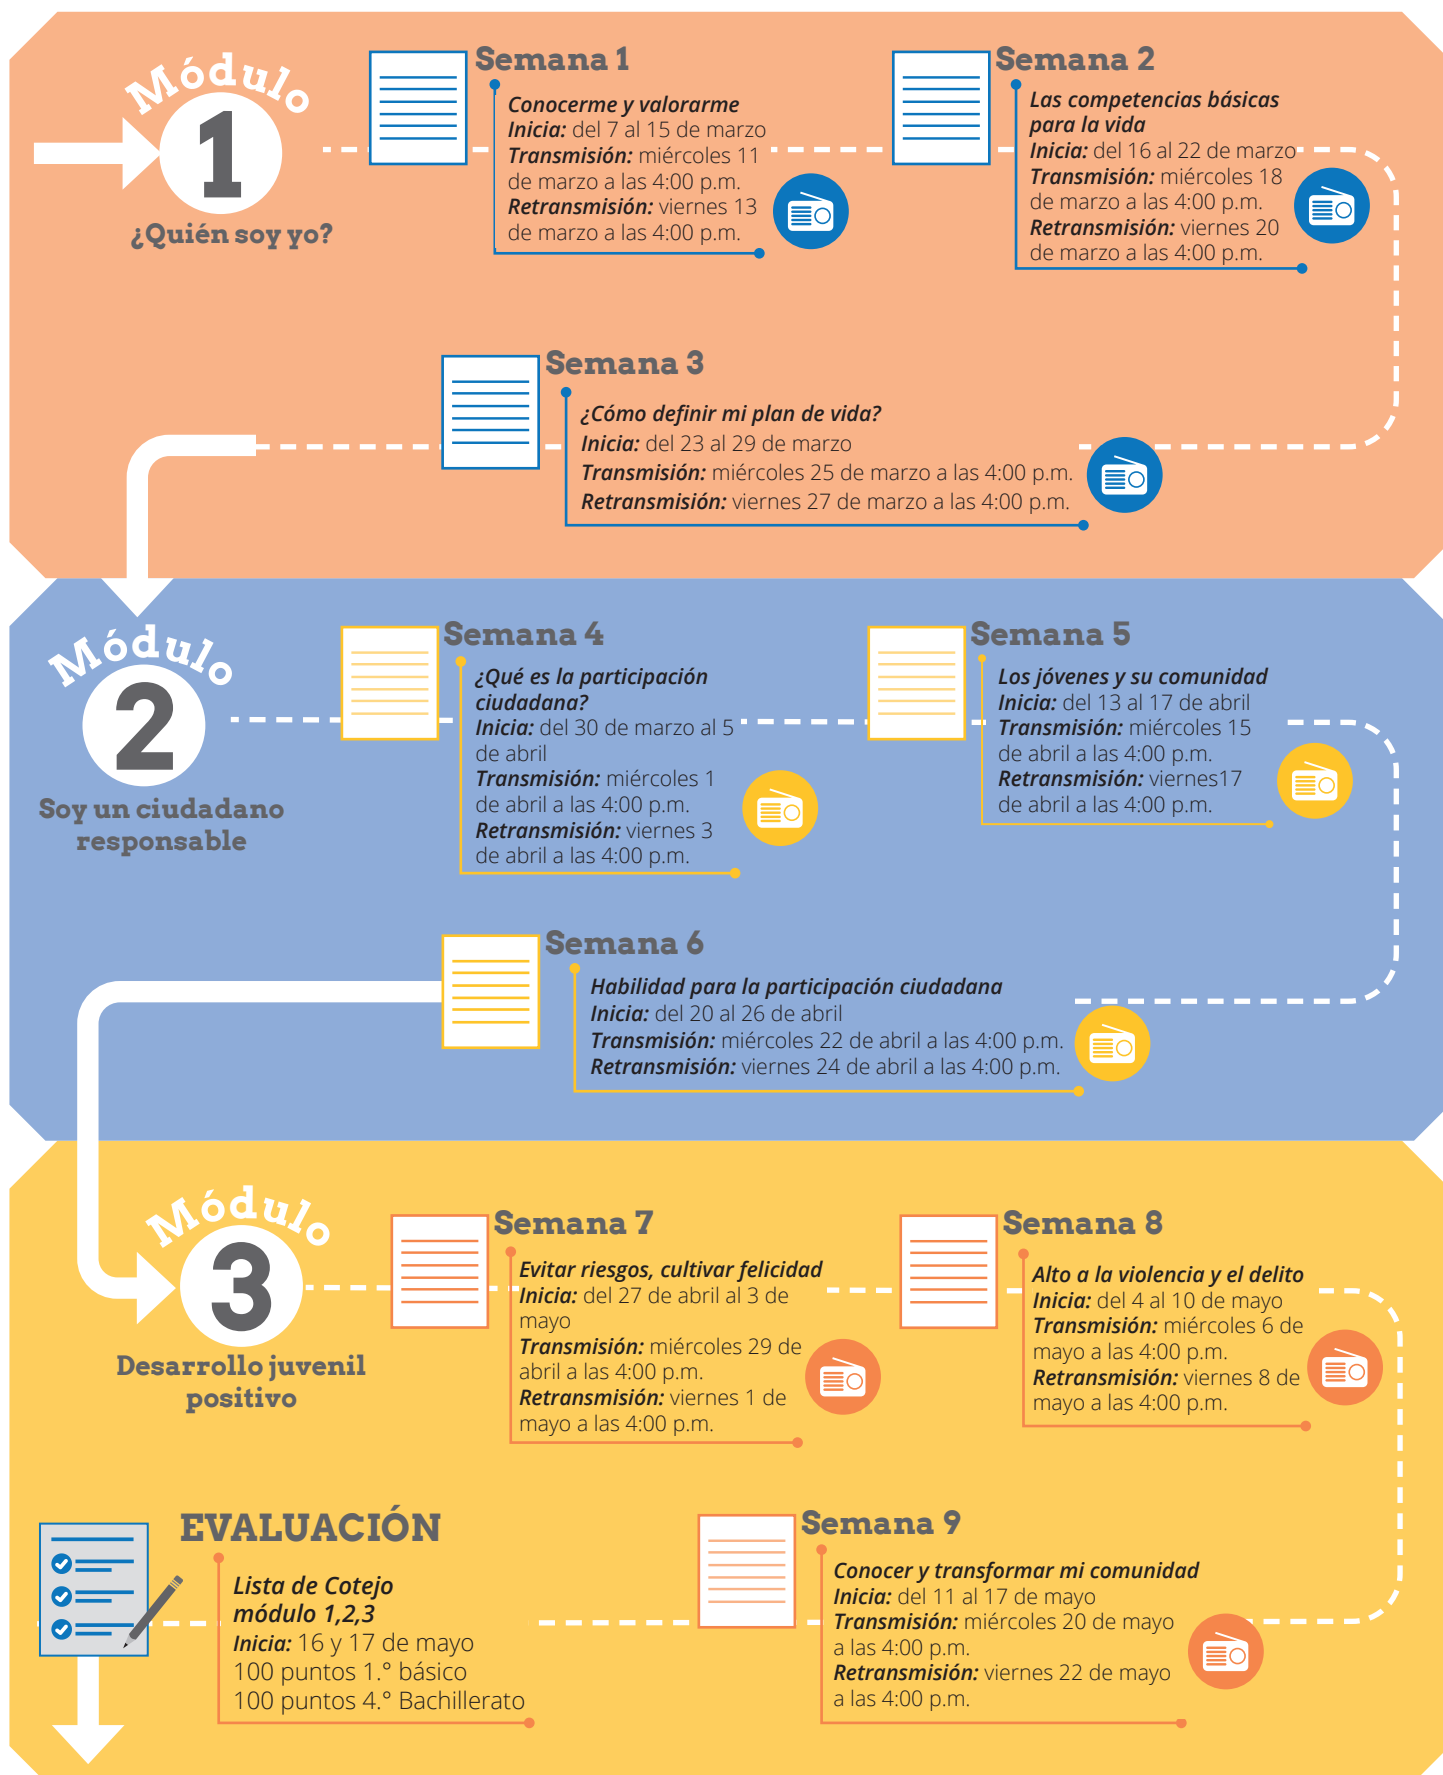 Módulo
1
¿Quién soy yo?
Semana 1
Conocerme y valorarme
Inicia: del 7 al 15 de marzo
Transmisión: miércoles 11
de marzo a las 4:00 p.m.
Retransmisión: viernes 13
de marzo a las 4:00 p.m.
Semana 2
Las competencias básicas
para la vida
Inicia: del 16 al 22 de marzo
Transmisión: miércoles 18
de marzo a las 4:00 p.m.
Retransmisión: viernes 20
de marzo a las 4:00 p.m.
Semana 3
¿Cómo definir mi plan de vida?
Inicia: del 23 al 29 de marzo
Transmisión: miércoles 25 de marzo a las 4:00 p.m.
Retransmisión: viernes 27 de marzo a las 4:00 p.m.
Módulo
2
Soy un ciudadano
responsable
Semana 4
¿Qué es la participación
ciudadana?
Inicia: del 30 de marzo al 5
de abril
Transmisión: miércoles 1
de abril a las 4:00 p.m.
Retransmisión: viernes 3
de abril a las 4:00 p.m.
Semana 5
Los jóvenes y su comunidad
Inicia: del 13 al 17 de abril
Transmisión: miércoles 15
de abril a las 4:00 p.m.
Retransmisión: viernes17
de abril a las 4:00 p.m.
Semana 6
Habilidad para la participación ciudadana
Inicia: del 20 al 26 de abril
Transmisión: miércoles 22 de abril a las 4:00 p.m.
Retransmisión: viernes 24 de abril a las 4:00 p.m.
Módulo
3
Desarrollo juvenil
positivo
Semana 7
Evitar riesgos, cultivar felicidad
Inicia: del 27 de abril al 3 de
mayo
Transmisión: miércoles 29 de
abril a las 4:00 p.m.
Retransmisión: viernes 1 de
mayo a las 4:00 p.m.
Semana 8
Alto a la violencia y el delito
Inicia: del 4 al 10 de mayo
Transmisión: miércoles 6 de
mayo a las 4:00 p.m.
Retransmisión: viernes 8 de
mayo a las 4:00 p.m.
Semana 9
Conocer y transformar mi comunidad
Inicia: del 11 al 17 de mayo
Transmisión: miércoles 20 de mayo
a las 4:00 p.m.
Retransmisión: viernes 22 de mayo
a las 4:00 p.m.
EVALUACIÓN
Lista de Cotejo
módulo 1,2,3
Inicia: 16 y 17 de mayo
100 puntos 1.° básico
100 puntos 4.° Bachillerato